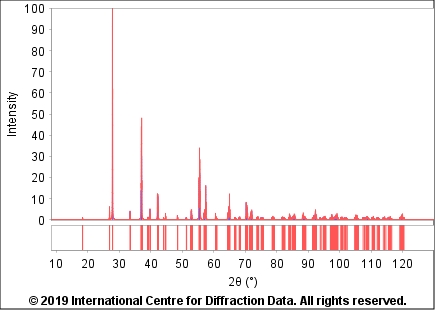 100
90
80
70
60
50
40
30
20
10
0
Intensity
10 20 30 40 50 60 70 80 90 100 110 120
2θ (°)
© 2019 International Centre for Diffraction Data. All rights reserved.